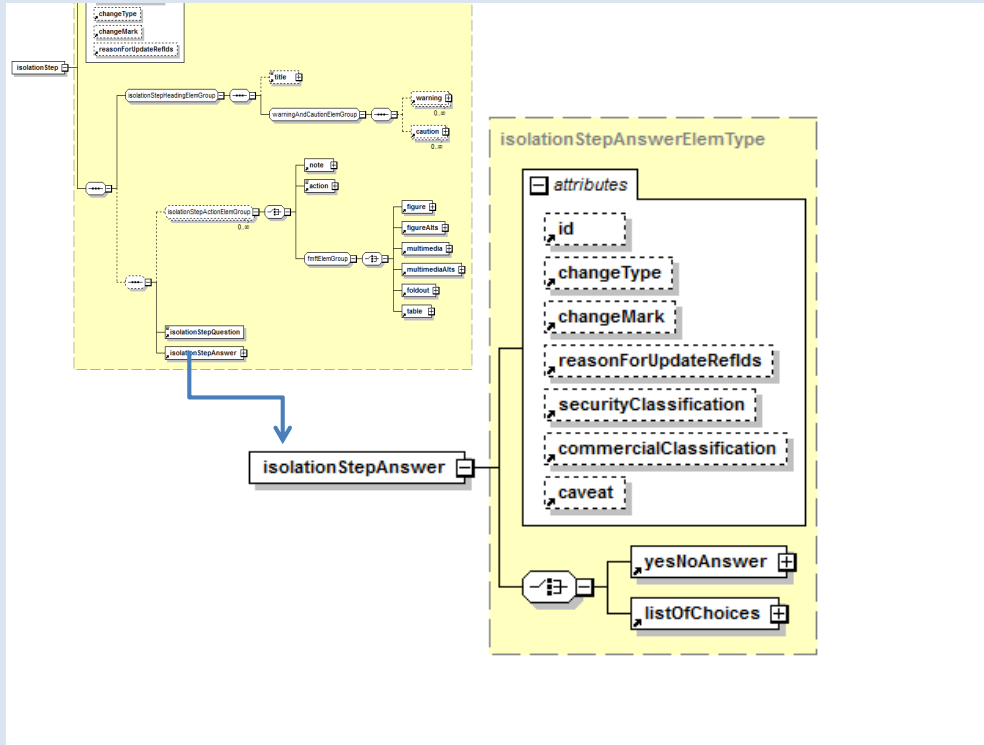 changeType
changeMark
reasonForUpdateRefIds
isolationStep
title
isolationStepHeadingElemGroup
warning
0..∞
warningAndCautionElemGroup
caution
0..∞
isolationStepAnswerElemType
note
action
attributes
isolationStepActionElemGroup
0..∞
figure
figureAlts
id
multimedia
fmftElemGroup
multimediaAlts
changeType
foldout
table
changeMark
isolationStepQuestion
isolationStepAnswer
reasonForUpdateRefIds
securityClassification
commercialClassification
isolationStepAnswer
caveat
yesNoAnswer
listOfChoices